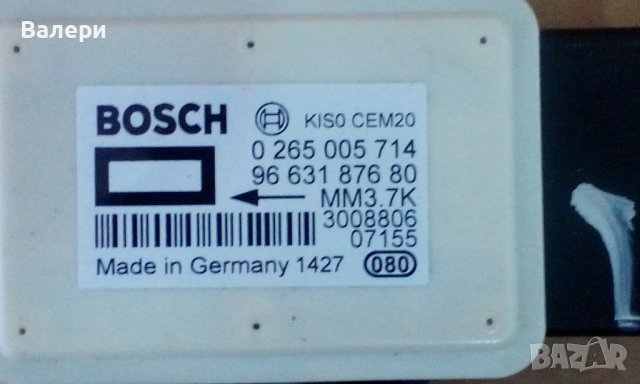 Валери
BOSCH
KIS0 CEM20
0 265 005 714
96 631 876 80
MM3.7K
3008806
07155
Made in Germany 1427 080
BAZAR